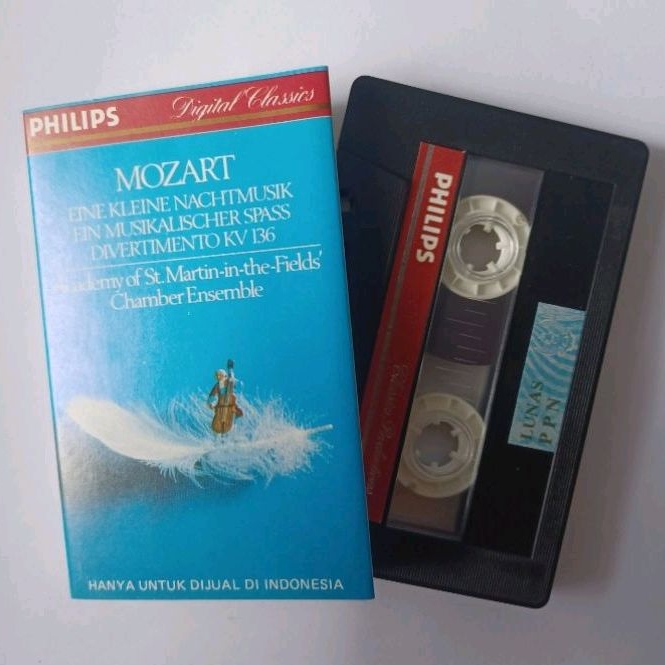 PHILIPS
Digital Classics
MOZART
EINE KLEINE NACHTMUSIK
EIN MUSIKALISCHER SPASS
DIVERTIMENTO KV 136
Academy of St. Martin-in-the-Fields'
Chamber Ensemble
HANYA UNTUK DIJUAL DI INDONESIA
PHILIPS
LUNAS
PPN